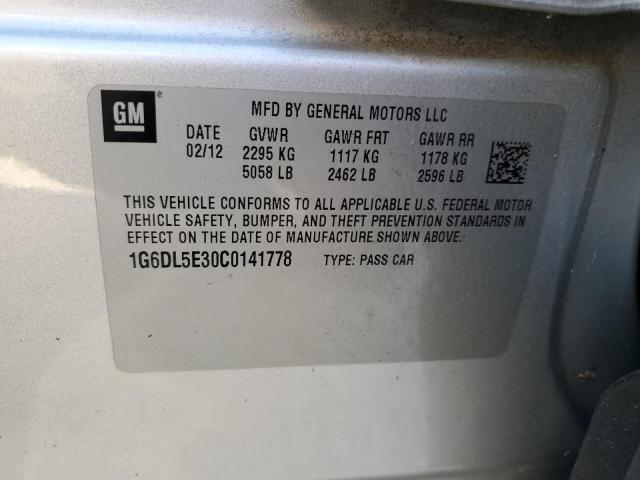 GM ®
MFD BY GENERAL MOTORS LLC
DATE GVWR GAWR FRT GAWR RR
02/12 2295 KG 1117 KG 1178 KG
5058 LB 2462 LB 2596 LB
THIS VEHICLE CONFORMS TO ALL APPLICABLE U.S. FEDERAL MOTOR
VEHICLE SAFETY, BUMPER, AND THEFT PREVENTION STANDARDS IN
EFFECT ON THE DATE OF MANUFACTURE SHOWN ABOVE.
1G6DL5E30C0141778 TYPE: PASS CAR